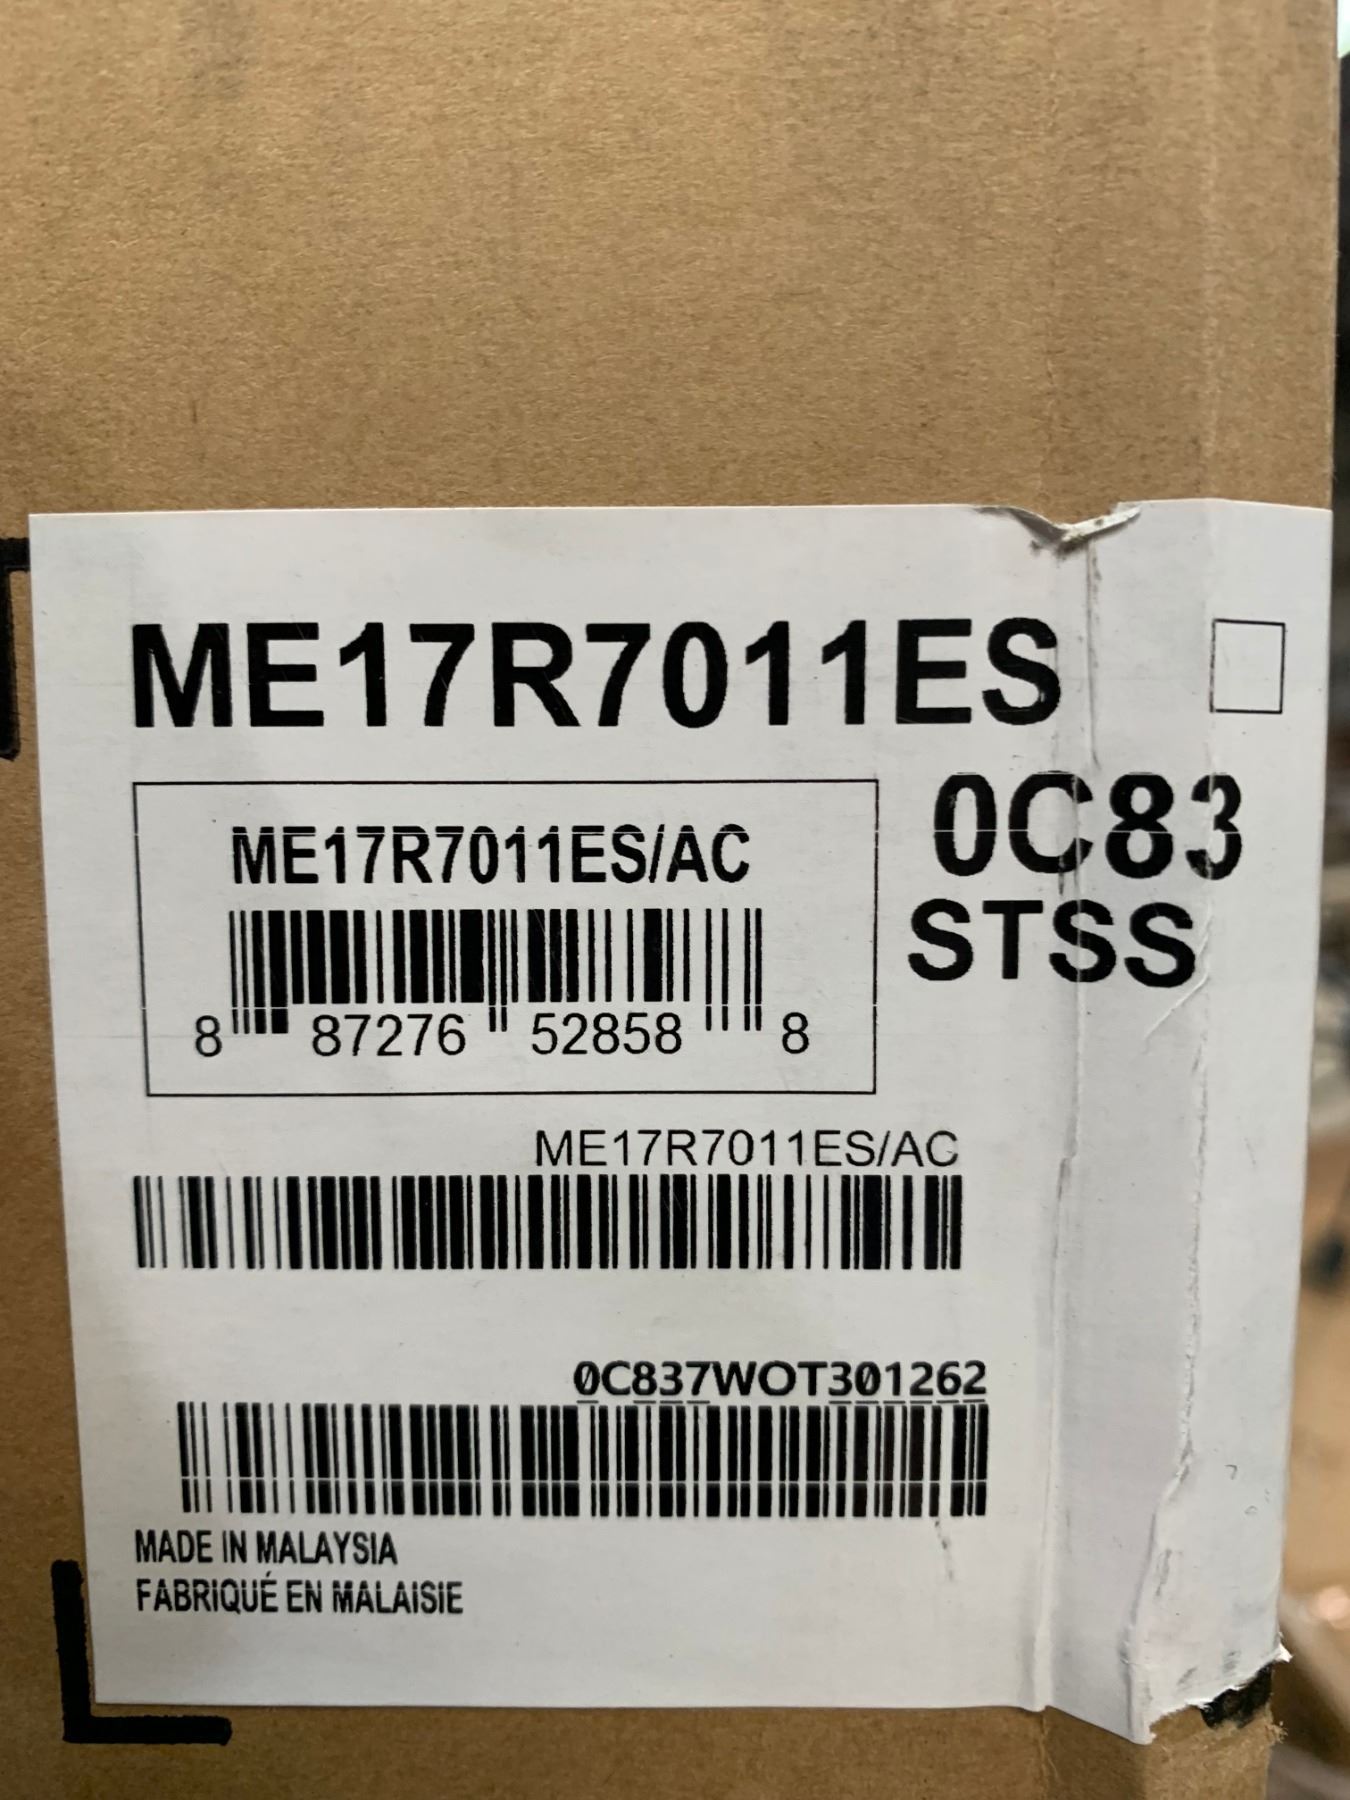 ME17R7011ES
0C83
STSS
ME17R7011ES/AC
8 87276 52858 8
ME17R7011ES/AC
0C837WOT301262
MADE IN MALAYSIA
FABRIQUÉ EN MALAISIE